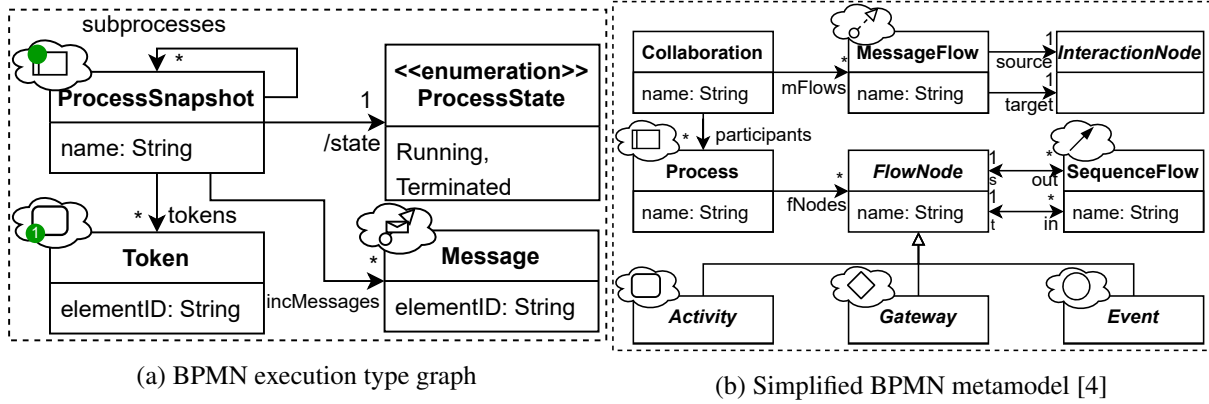 subprocesses
*
ProcessSnapshot
name: String
1
/state
<<enumeration>>
ProcessState
Running,
Terminated
* tokens
1
Token
elementID: String
*
incMessages
Message
elementID: String
(a) BPMN execution type graph
Collaboration
name: String
*
mFlows
MessageFlow
name: String
1
source
1
target
InteractionNode
* participants
Process
name: String
*
fNodes
FlowNode
name: String
1
s
*
out
1
t
*
in
SequenceFlow
name: String
Activity
Gateway
Event
(b) Simplified BPMN metamodel [4]